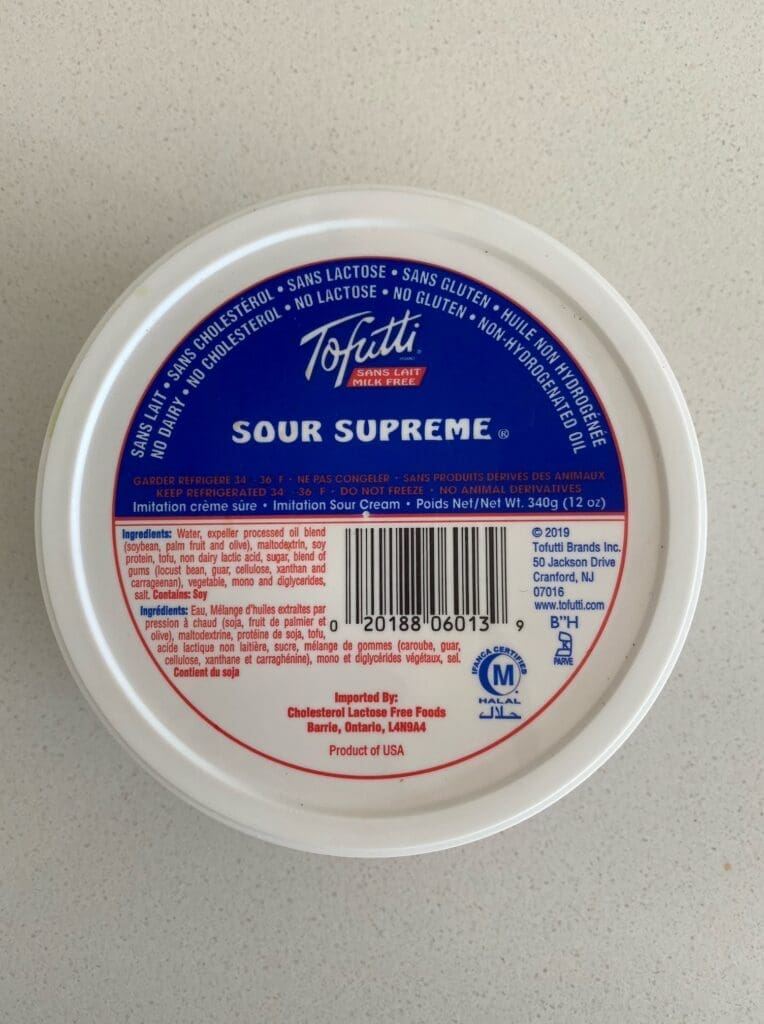 SANS LAIT • SANS CHOLESTÉROL • SANS LACTOSE • SANS GLUTEN • HUILE NON HYDROGÉNÉE
NO DAIRY • NO CHOLESTEROL • NO LACTOSE • NO GLUTEN • NON-HYDROGENATED OIL
Tofutti
SANS LAIT
MILK FREE
SOUR SUPREME ®
GARDER REFRIGERE 34 - 36 F • NE PAS CONGELER • SANS PRODUITS DERIVES DES ANIMAUX
KEEP REFRIGERATED 34 - 36 F • DO NOT FREEZE • NO ANIMAL DERIVATIVES
Imitation crème sûre • Imitation Sour Cream • Poids Net/Net Wt. 340g (12 oz)
Ingredients: Water, expeller processed oil blend
(soybean, palm fruit and olive), maltodextrin, soy
protein, tofu, non dairy lactic acid, sugar, blend of
gums (locust bean, guar, cellulose, xanthan and
carrageenan), vegetable, mono and diglycerides,
salt. Contains: Soy
Ingrédients: Eau, Mélange d'huiles extraites par
pression à chaud (soja, fruit de palmier et
olive), maltodextrine, protéine de soja, tofu,
acide lactique non laitière, sucre, mélange de gommes (caroube, guar,
cellulose, xanthane et carraghénine), mono et diglycérides végétaux, sel.
Contient du soja
0 20188 06013 9
© 2019
Tofutti Brands Inc.
50 Jackson Drive
Cranford, NJ
07016
www.tofutti.com
B"H
PARVE
IFANCA CERTIFIED
M
HALAL
حلال
Imported By:
Cholesterol Lactose Free Foods
Barrie, Ontario, L4N9A4
Product of USA